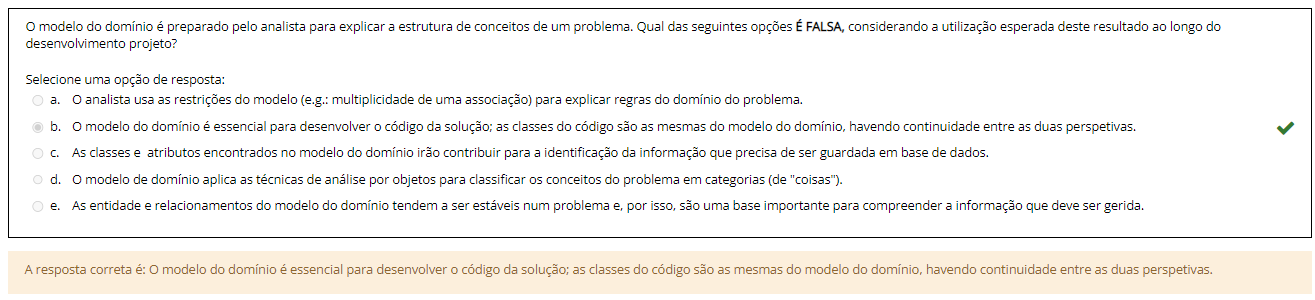 O modelo do domínio é preparado pelo analista para explicar a estrutura de conceitos de um problema. Qual das seguintes opções É FALSA, considerando a utilização esperada deste resultado ao longo do
desenvolvimento projeto?
Selecione uma opção de resposta:
a. O analista usa as restrições do modelo (e.g.: multiplicidade de uma associação) para explicar regras do domínio do problema.
b. O modelo do domínio é essencial para desenvolver o código da solução; as classes do código são as mesmas do modelo do domínio, havendo continuidade entre as duas perspetivas.
c. As classes e atributos encontrados no modelo do domínio irão contribuir para a identificação da informação que precisa de ser guardada em base de dados.
d. O modelo de domínio aplica as técnicas de análise por objetos para classificar os conceitos do problema em categorias (de "coisas").
e. As entidade e relacionamentos do modelo do domínio tendem a ser estáveis num problema e, por isso, são uma base importante para compreender a informação que deve ser gerida.
A resposta correta é: O modelo do domínio é essencial para desenvolver o código da solução; as classes do código são as mesmas do modelo do domínio, havendo continuidade entre as duas perspetivas.